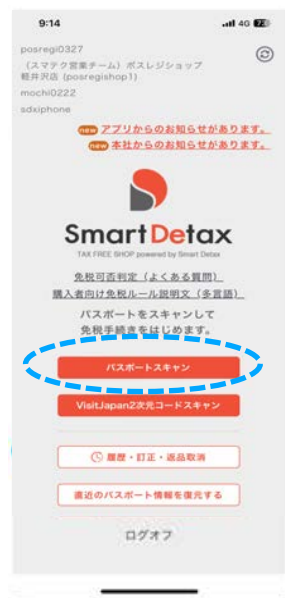 9:14
4G 73
posregi0327
（スマテク営業チーム）ポスレジショップ
軽井沢店 (posregishop1)
mochi0222
sdxiphone
new アプリからのお知らせがあります。
new 本社からのお知らせがあります。
SmartDetax
TAX FREE SHOP powered by Smart Detax
免税可否判定（よくある質問）
購入者向け免税ルール説明文（多言語）
パスポートをスキャンして
免税手続きをはじめます。
パスポートスキャン
VisitJapan2次元コードスキャン
履歴・訂正・返品取消
直近のパスポート情報を復元する
ログオフ